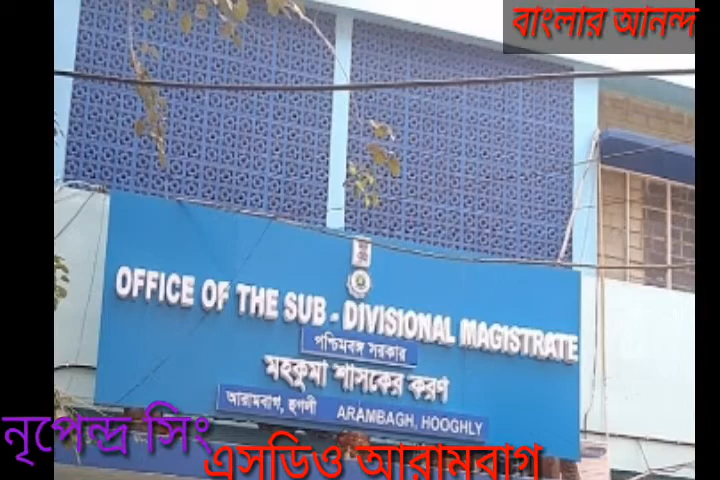 বাংলার আনন্দ
OFFICE OF THE SUB - DIVISIONAL MAGISTRATE
পশ্চিমবঙ্গ সরকার
মহকুমা শাসকের করণ
আরামবাগ, হুগলী ARAMBAGH, HOOGHLY
নৃপেন্দ্র সিং
এসডিও আরামবাগ